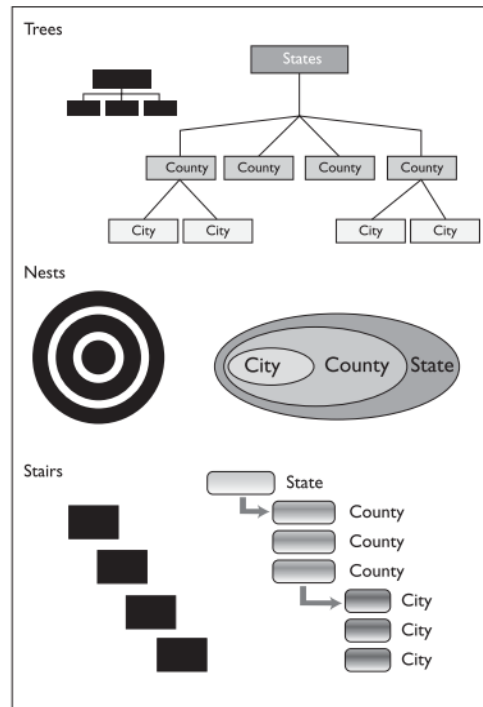 Trees
States
County County County County
City City City City
Nests
City County State
Stairs
State
County
County
County
City
City
City